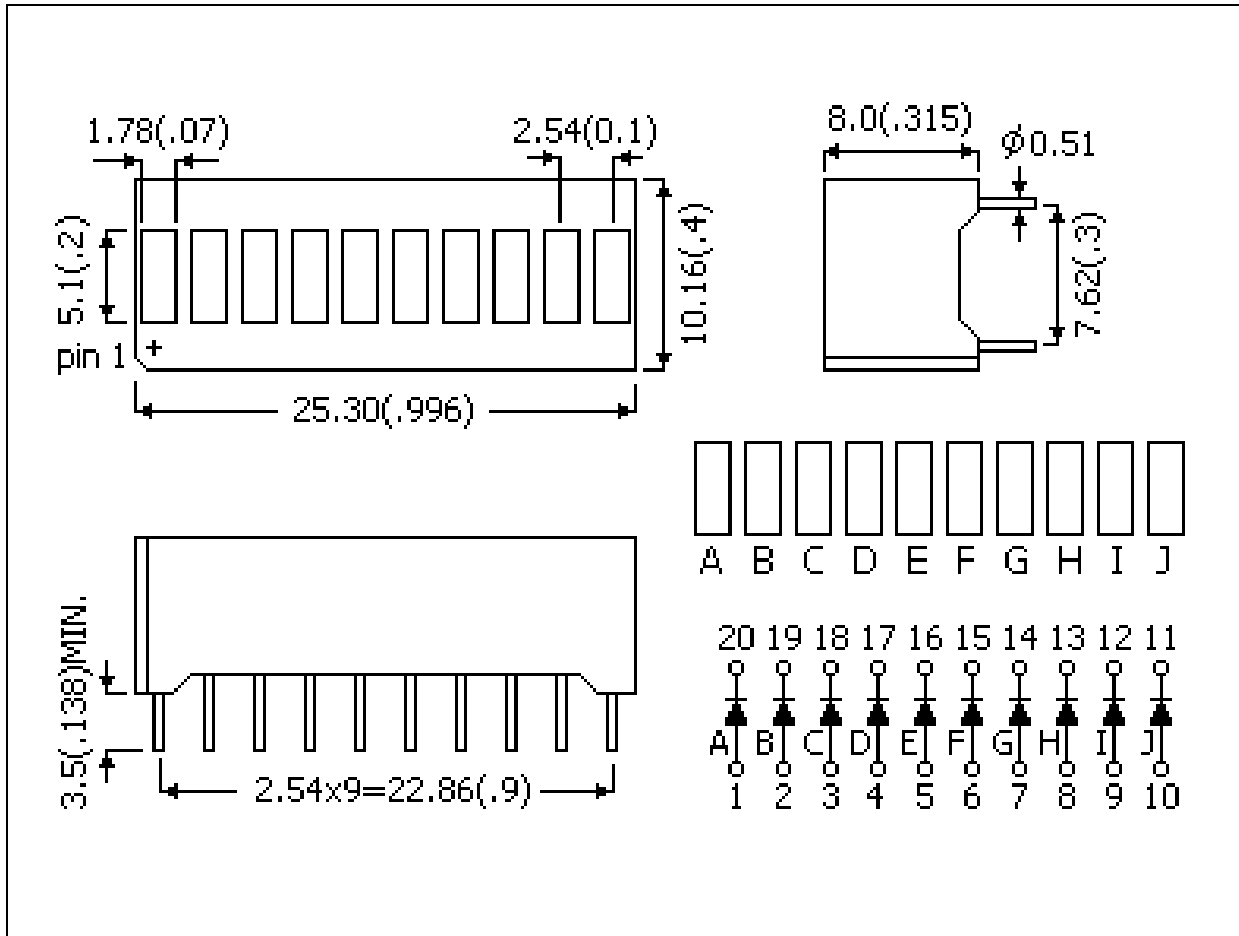 1.78(.07)
2.54(0.1)
5.1(.2)
10.16(.4)
pin 1 +
25.30(.996)
8.0(.315)
ϕ0.51
7.62(.3)
A B C D E F G H I J
3.5(.138)MIN.
2.54x9=22.86(.9)
20 19 18 17 16 15 14 13 12 11
A B C D E F G H I J
1 2 3 4 5 6 7 8 9 10